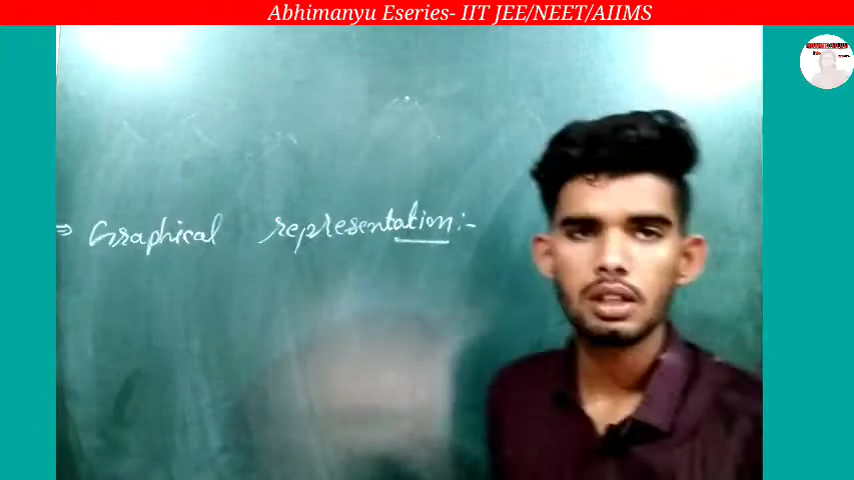 Abhimanyu Eseries- IIT JEE/NEET/AIIMS
⇒ Graphical representation:-